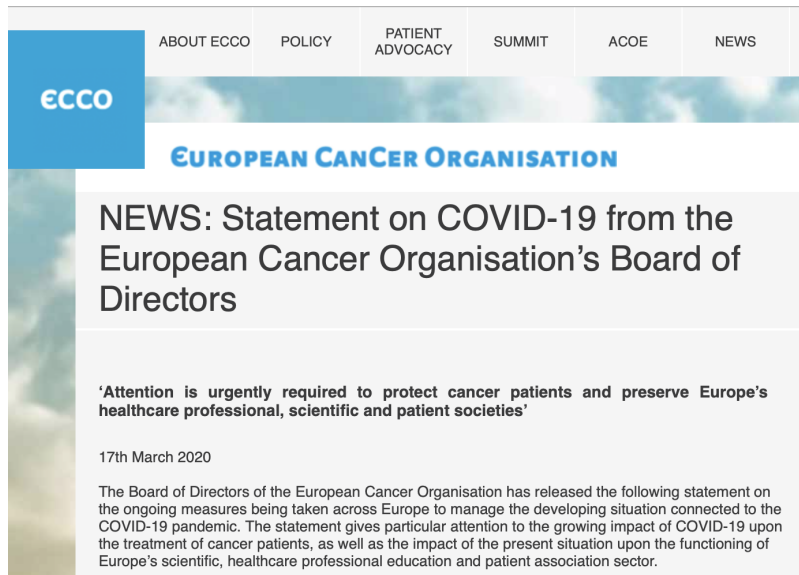 ABOUT ECCO
POLICY
PATIENT
ADVOCACY
SUMMIT
ACOE
NEWS
ЄCCO
ЄUROPEAN CANCER ORGANISATION
NEWS: Statement on COVID-19 from the
European Cancer Organisation’s Board of
Directors
‘Attention is urgently required to protect cancer patients and preserve Europe’s
healthcare professional, scientific and patient societies’
17th March 2020
The Board of Directors of the European Cancer Organisation has released the following statement on
the ongoing measures being taken across Europe to manage the developing situation connected to the
COVID-19 pandemic. The statement gives particular attention to the growing impact of COVID-19 upon
the treatment of cancer patients, as well as the impact of the present situation upon the functioning of
Europe’s scientific, healthcare professional education and patient association sector.